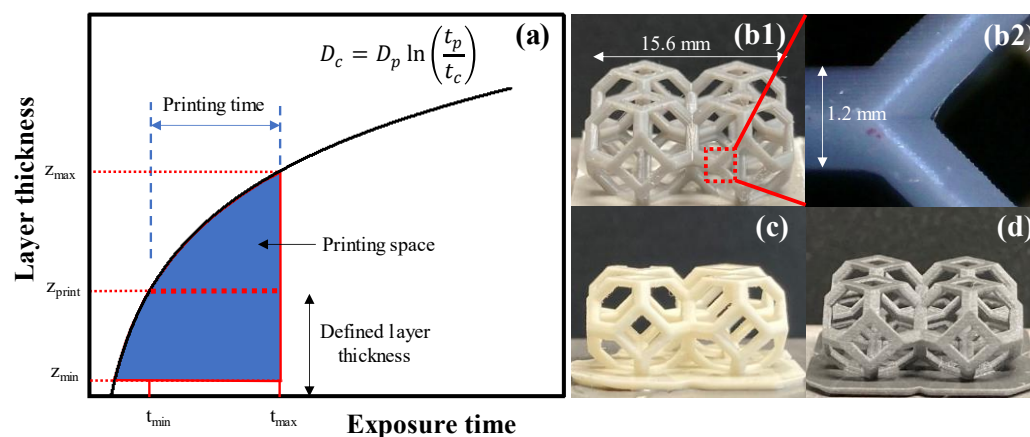 (a)
D_c = D_p ln(t_p/t_c)
Printing time
Layer thickness
z_max
Printing space
z_print
Defined layer
thickness
z_min
t_min
t_max
Exposure time
(b1)
15.6 mm
(b2)
1.2 mm
(c)
(d)